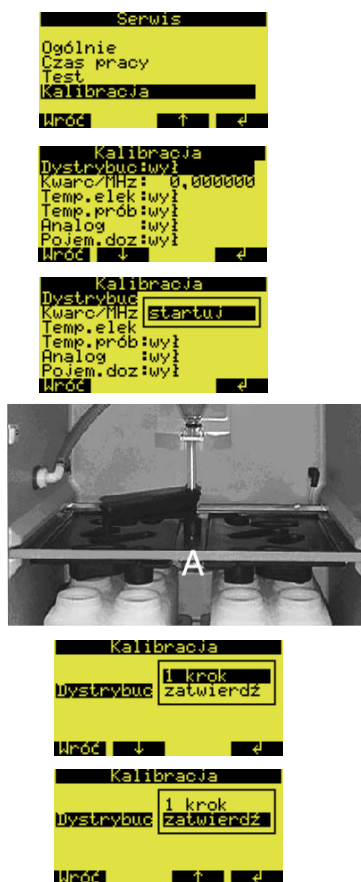 Serwis
Ogólnie
Czas pracy
Test
Kalibracja
Wróć ↑ ↲
Kalibracja
Dystrybuc:wył
Kwarc/MHz: 0,000000
Temp.elek:wył
Temp.prób:wył
Analog :wył
Pojem.doz:wył
Wróć ↓ ↲
Kalibracja
Dystrybuc
Kwarc/MHz startuj
Temp.elek
Temp.prób:wył
Analog :wył
Pojem.doz:wył
Wróć ↲
A
Kalibracja
1 krok
Dystrybuc zatwierdź
Wróć ↓ ↲
Kalibracja
1 krok
Dystrybuc zatwierdź
Wróć ↑ ↲